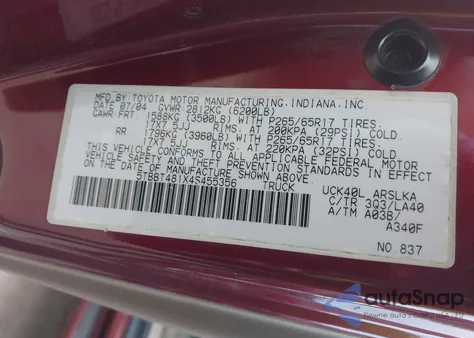 MFD.BY:TOYOTA MOTOR MANUFACTURING,INDIANA,INC.
DATE 07/04 GVWR 2812KG (6200LB)
GAWR:FRT. 1588KG (3500LB) WITH P265/65R17 TIRES.
17X7.5JJ RIMS. AT 200KPA (29PSI) COLD.
RR 1796KG (3960LB) WITH P265/65R17 TIRES.
17X7.5JJ RIMS. AT 220KPA (32PSI) COLD.
THIS VEHICLE CONFORMS TO ALL APPLICABLE FEDERAL MOTOR
VEHICLE SAFETY AND THEFT PREVENTION STANDARDS IN
EFFECT ON THE DATE OF MANUFACTURE SHOWN ABOVE.
5TBBT481X4S455356 TRUCK
UCK40L ARSLKA
C/TR 3Q3/LA40
A/TM A03B/
A340F
NO.837
autoSnap